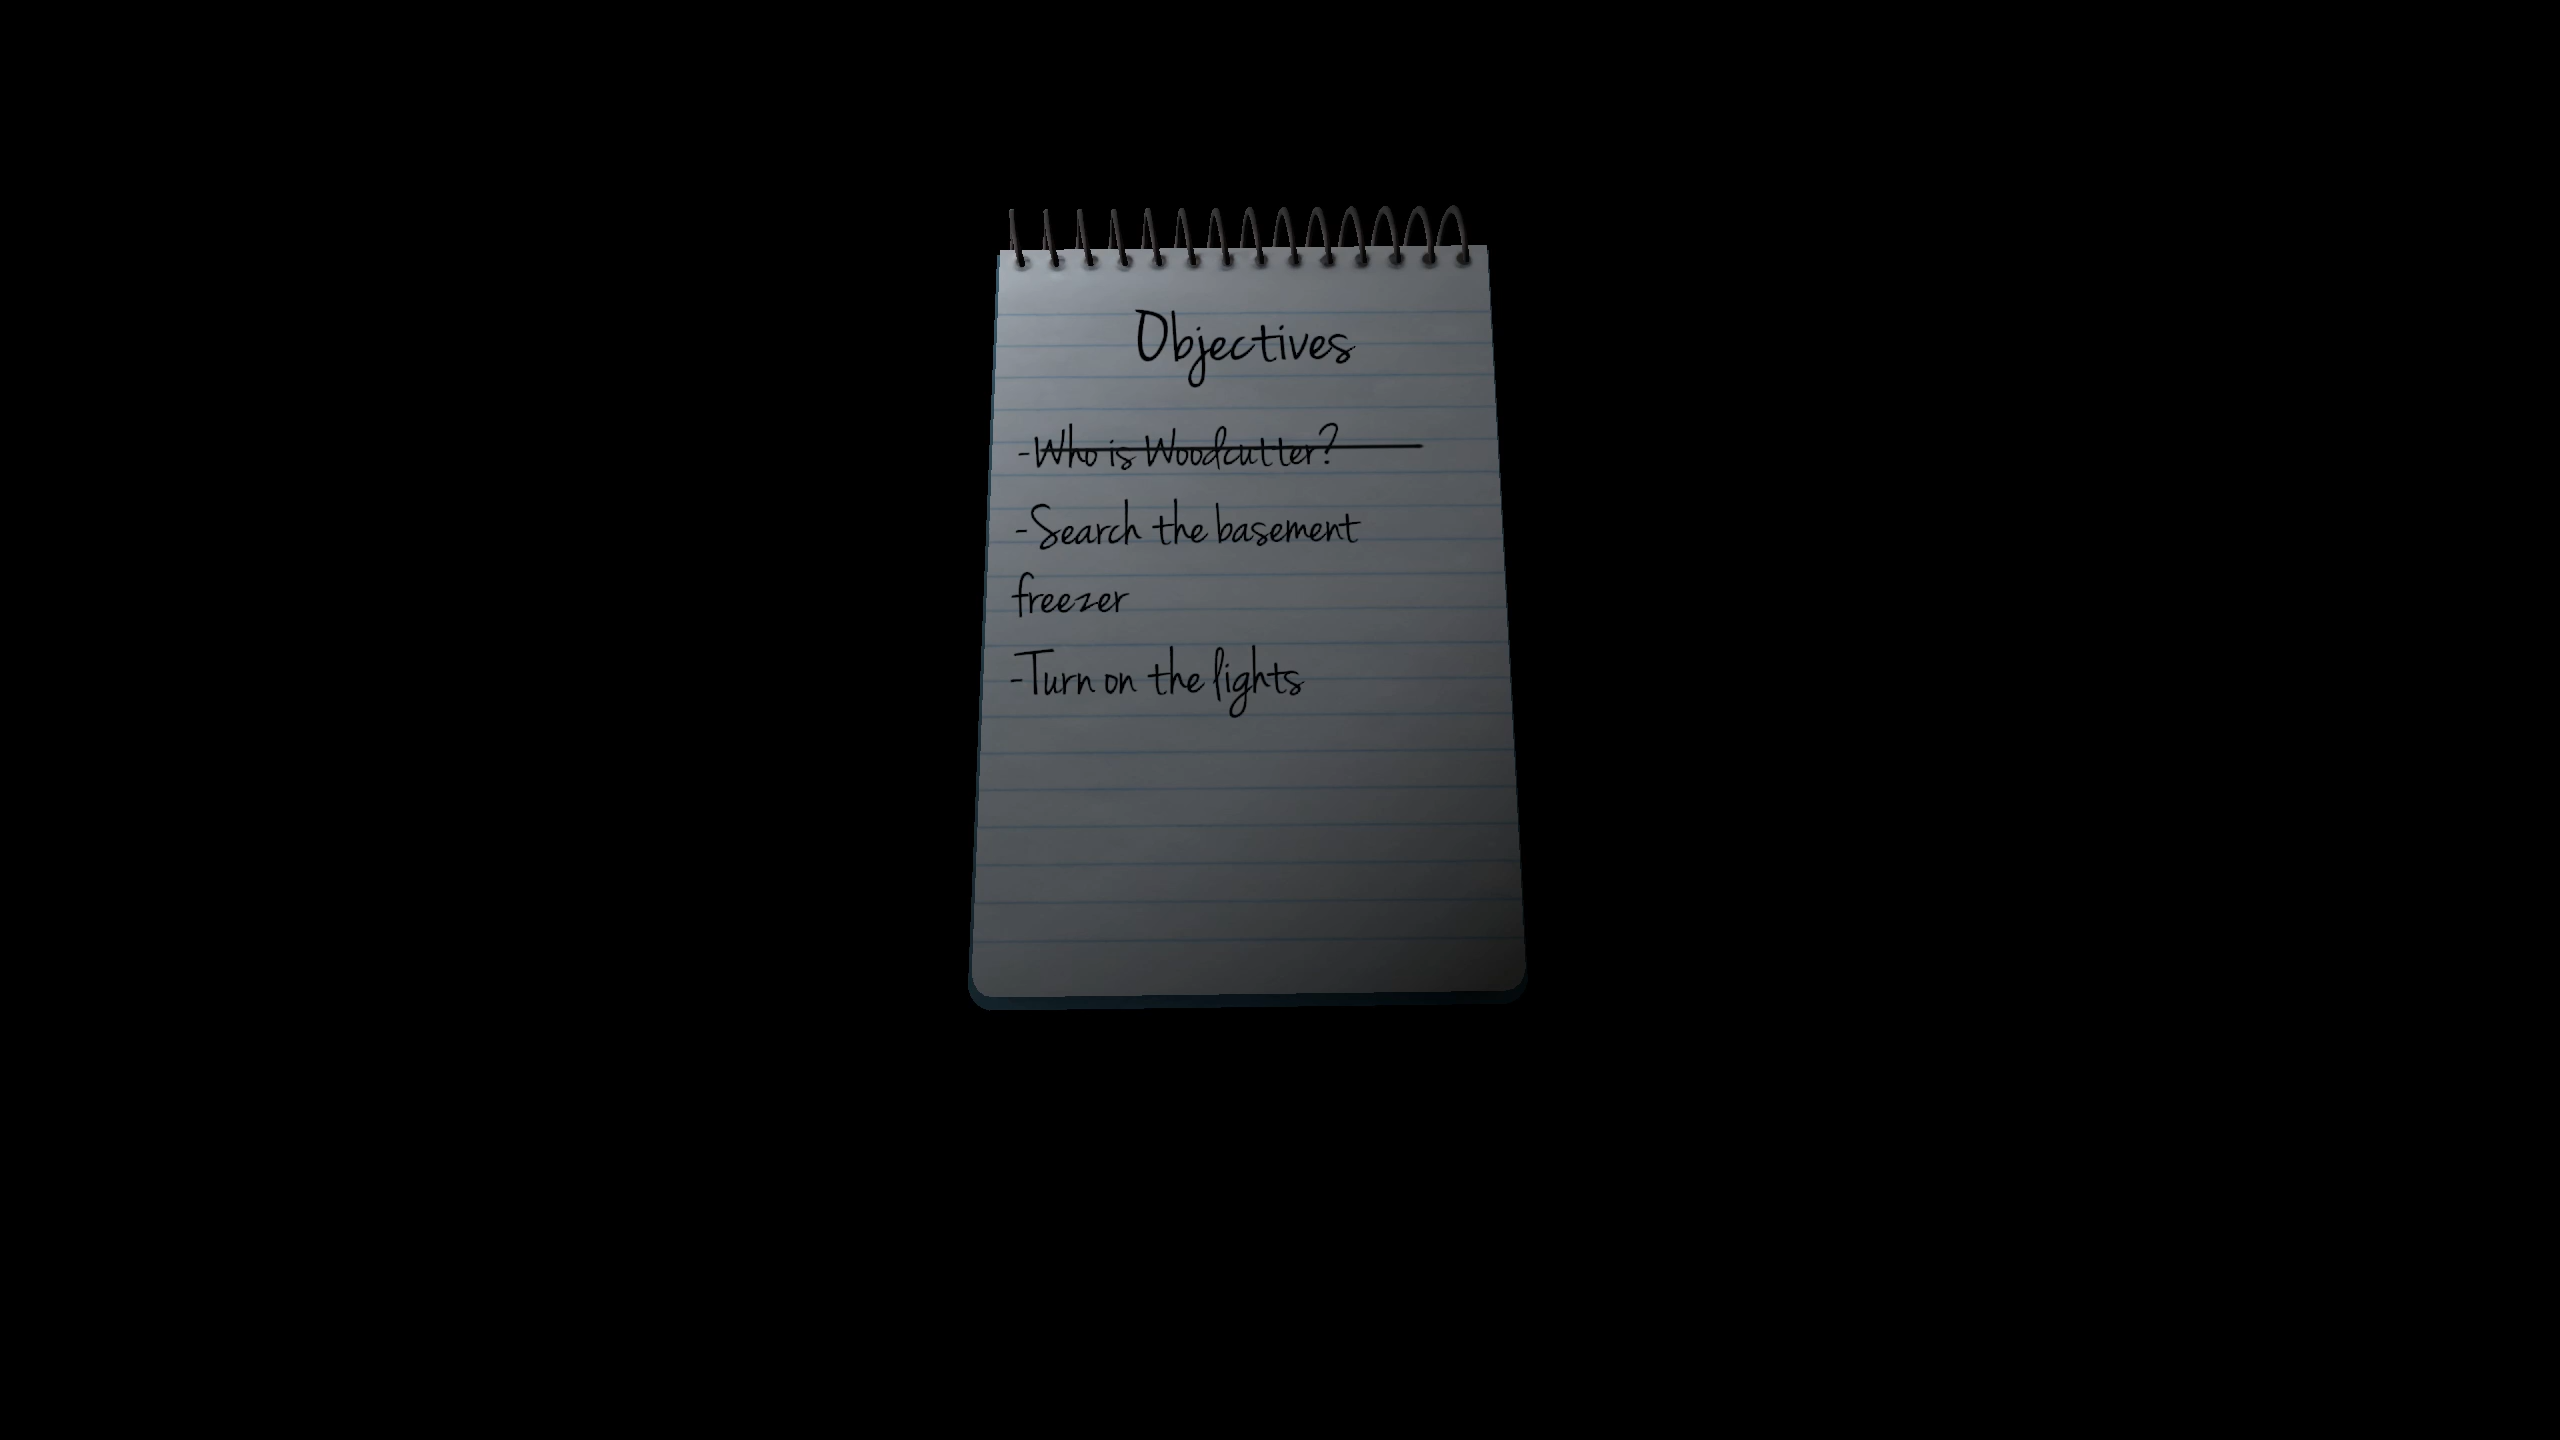 Objectives
-Who is Woodcutter?
-Search the basement
freezer
-Turn on the lights